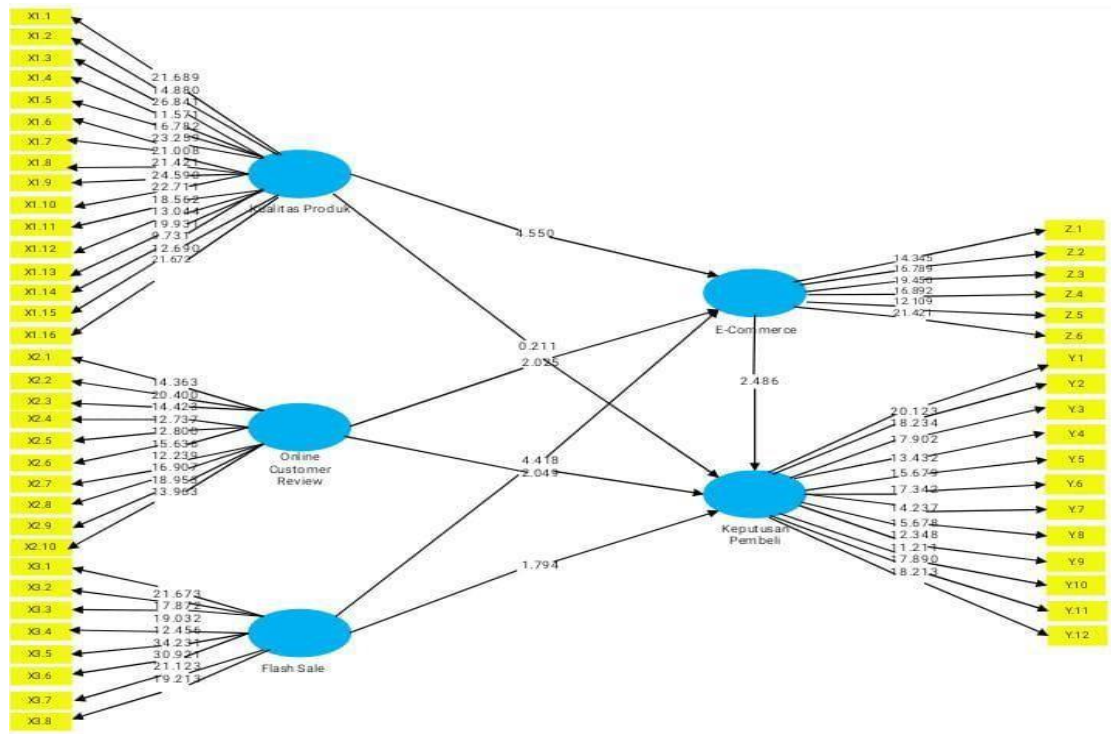 X1.1
X1.2
X1.3
X1.4
X1.5
X1.6
X1.7
X1.8
X1.9
X1.10
X1.11
X1.12
X1.13
X1.14
X1.15
X1.16
21.689
14.880
26.841
11.571
16.782
23.259
21.008
21.421
24.590
22.711
18.562
13.044
19.931
9.731
12.690
21.672
Kualitas Produk
X2.1
X2.2
X2.3
X2.4
X2.5
X2.6
X2.7
X2.8
X2.9
X2.10
14.363
20.400
14.423
12.737
12.800
15.638
12.239
16.907
18.953
13.903
Online
Customer
Review
X3.1
X3.2
X3.3
X3.4
X3.5
X3.6
X3.7
X3.8
21.673
17.872
19.032
12.456
34.231
30.921
21.123
19.213
Flash Sale
4.550
0.211
2.025
4.418
2.049
1.794
2.486
E-Commerce
14.345
16.789
19.450
16.892
12.109
21.421
Z.1
Z.2
Z.3
Z.4
Z.5
Z.6
Keputusan
Pembeli
20.123
18.234
17.902
13.432
15.679
17.342
14.237
15.678
12.348
11.211
17.890
18.213
Y.1
Y.2
Y.3
Y.4
Y.5
Y.6
Y.7
Y.8
Y.9
Y.10
Y.11
Y.12